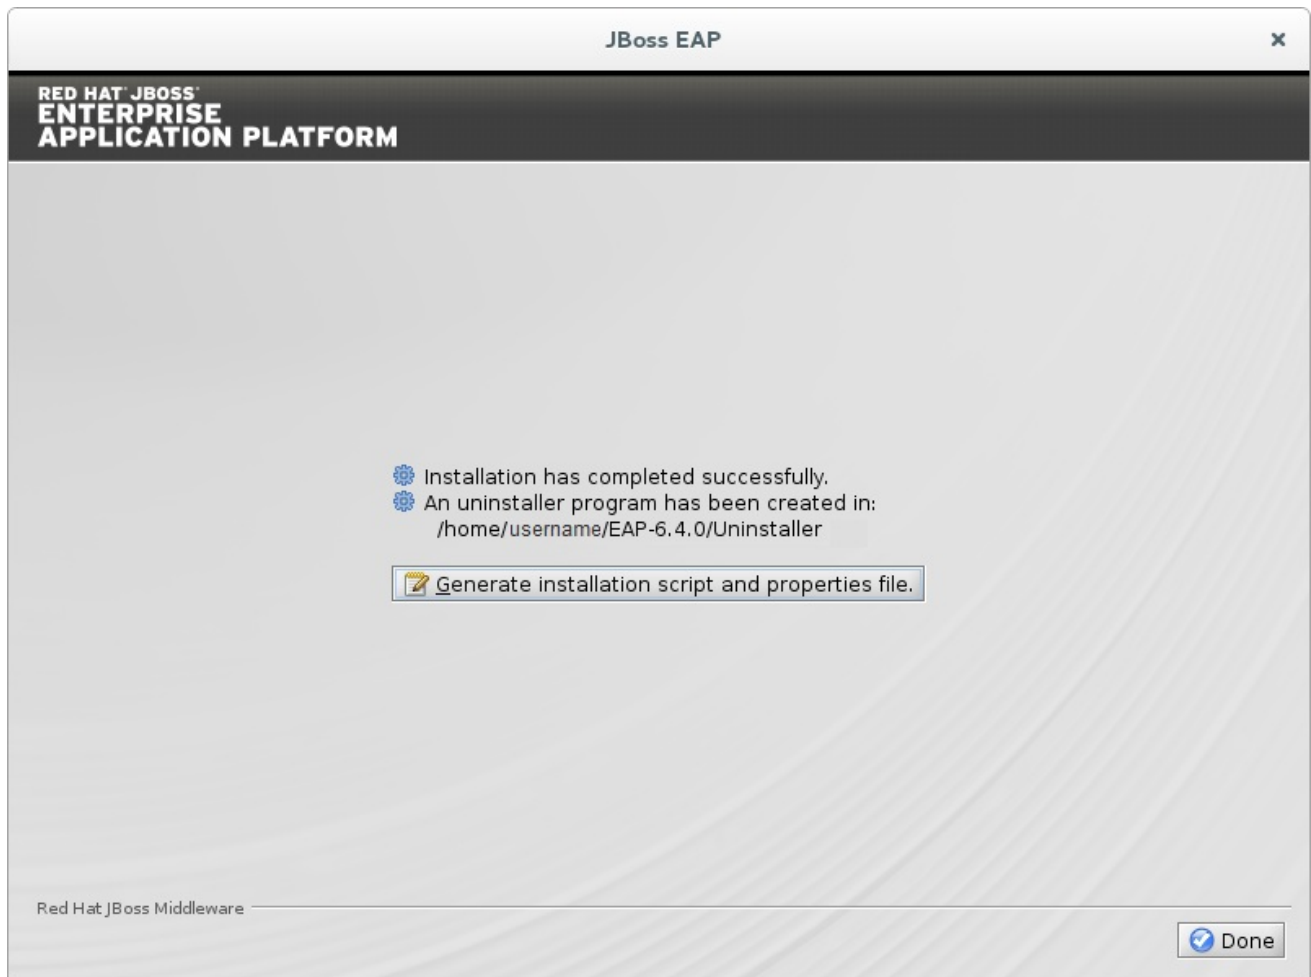 JBoss EAP
RED HAT JBOSS
ENTERPRISE
APPLICATION PLATFORM
Installation has completed successfully.
An uninstaller program has been created in:
/home/username/EAP-6.4.0/Uninstaller
Generate installation script and properties file.
Red Hat JBoss Middleware
Done